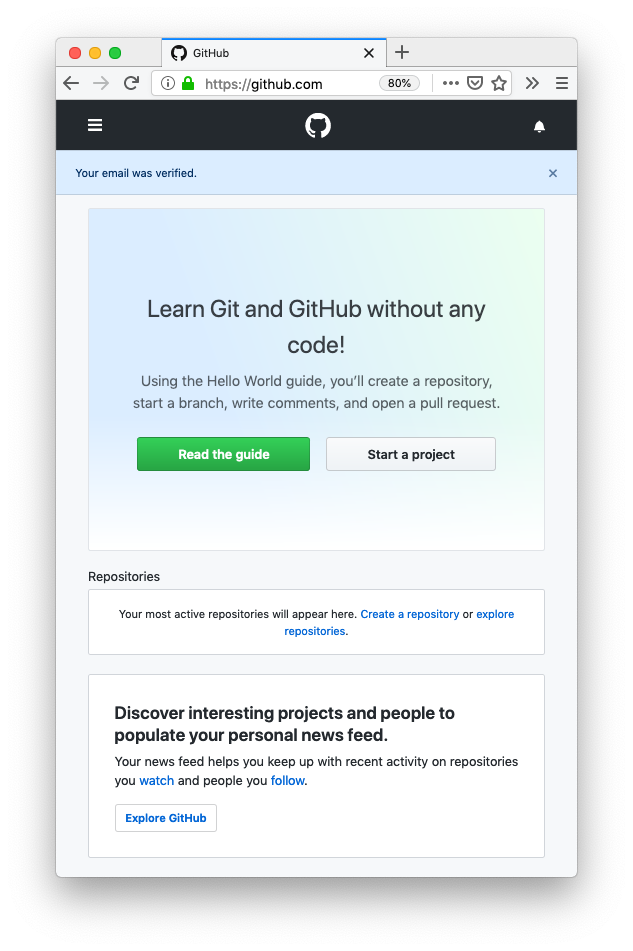 GitHub
https://github.com
80%
Your email was verified.
Learn Git and GitHub without any
code!
Using the Hello World guide, you’ll create a repository,
start a branch, write comments, and open a pull request.
Read the guide
Start a project
Repositories
Your most active repositories will appear here. Create a repository or explore
repositories.
Discover interesting projects and people to
populate your personal news feed.
Your news feed helps you keep up with recent activity on repositories
you watch and people you follow.
Explore GitHub